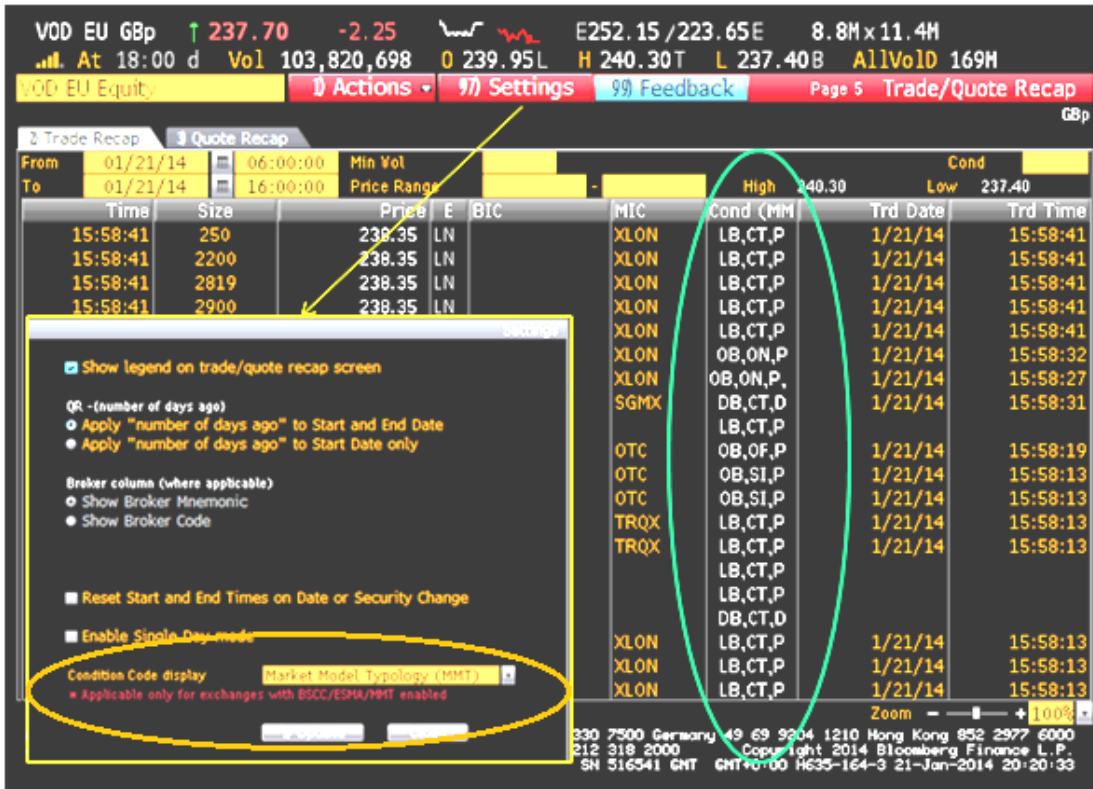 VOD EU GBp ↑ 237.70 -2.25 E252.15/223.65E 8.8M×11.4M
At 18:00 d Vol 103,820,698 O 239.95L H 240.30T L 237.40B AllVolD 169M
VOD EU Equity 1) Actions 97) Settings 99) Feedback Page 5 Trade/Quote Recap
GBp
2) Trade Recap 3) Quote Recap
From 01/21/14 06:00:00 Min Vol Cond
To 01/21/14 16:00:00 Price Range - High 240.30 Low 237.40
Time Size Price E BIC MIC Cond (MM Trd Date Trd Time
15:58:41 250 238.35 LN XLON LB,CT,P 1/21/14 15:58:41
15:58:41 2200 238.35 LN XLON LB,CT,P 1/21/14 15:58:41
15:58:41 2819 238.35 LN XLON LB,CT,P 1/21/14 15:58:41
15:58:41 2900 238.35 LN XLON LB,CT,P 1/21/14 15:58:41
XLON LB,CT,P 1/21/14 15:58:41
XLON OB,ON,P 1/21/14 15:58:32
XLON OB,ON,P, 1/21/14 15:58:27
SGMX DB,CT,D 1/21/14 15:58:31
LB,CT,P
OTC OB,OF,P 1/21/14 15:58:19
OTC OB,SI,P 1/21/14 15:58:13
OTC OB,SI,P 1/21/14 15:58:13
TRQX LB,CT,P 1/21/14 15:58:13
TRQX LB,CT,P 1/21/14 15:58:13
LB,CT,P
LB,CT,P
DB,CT,D
XLON LB,CT,P 1/21/14 15:58:13
XLON LB,CT,P 1/21/14 15:58:13
XLON LB,CT,P 1/21/14 15:58:13
Settings
Show legend on trade/quote recap screen
QR -(number of days ago)
Apply "number of days ago" to Start and End Date
Apply "number of days ago" to Start Date only
Broker column (where applicable)
Show Broker Mnemonic
Show Broker Code
Reset Start and End Times on Date or Security Change
Enable Single Day mode
Condition Code display Market Model Typology (MMT)
* Applicable only for exchanges with BSCC/ESMA/MMT enabled
Zoom - + 100%
330 7500 Germany 49 69 9204 1210 Hong Kong 852 2977 6000
212 318 2000 Copyright 2014 Bloomberg Finance L.P.
SN 516541 GMT GMT+0:00 H635-164-3 21-Jan-2014 20:20:33